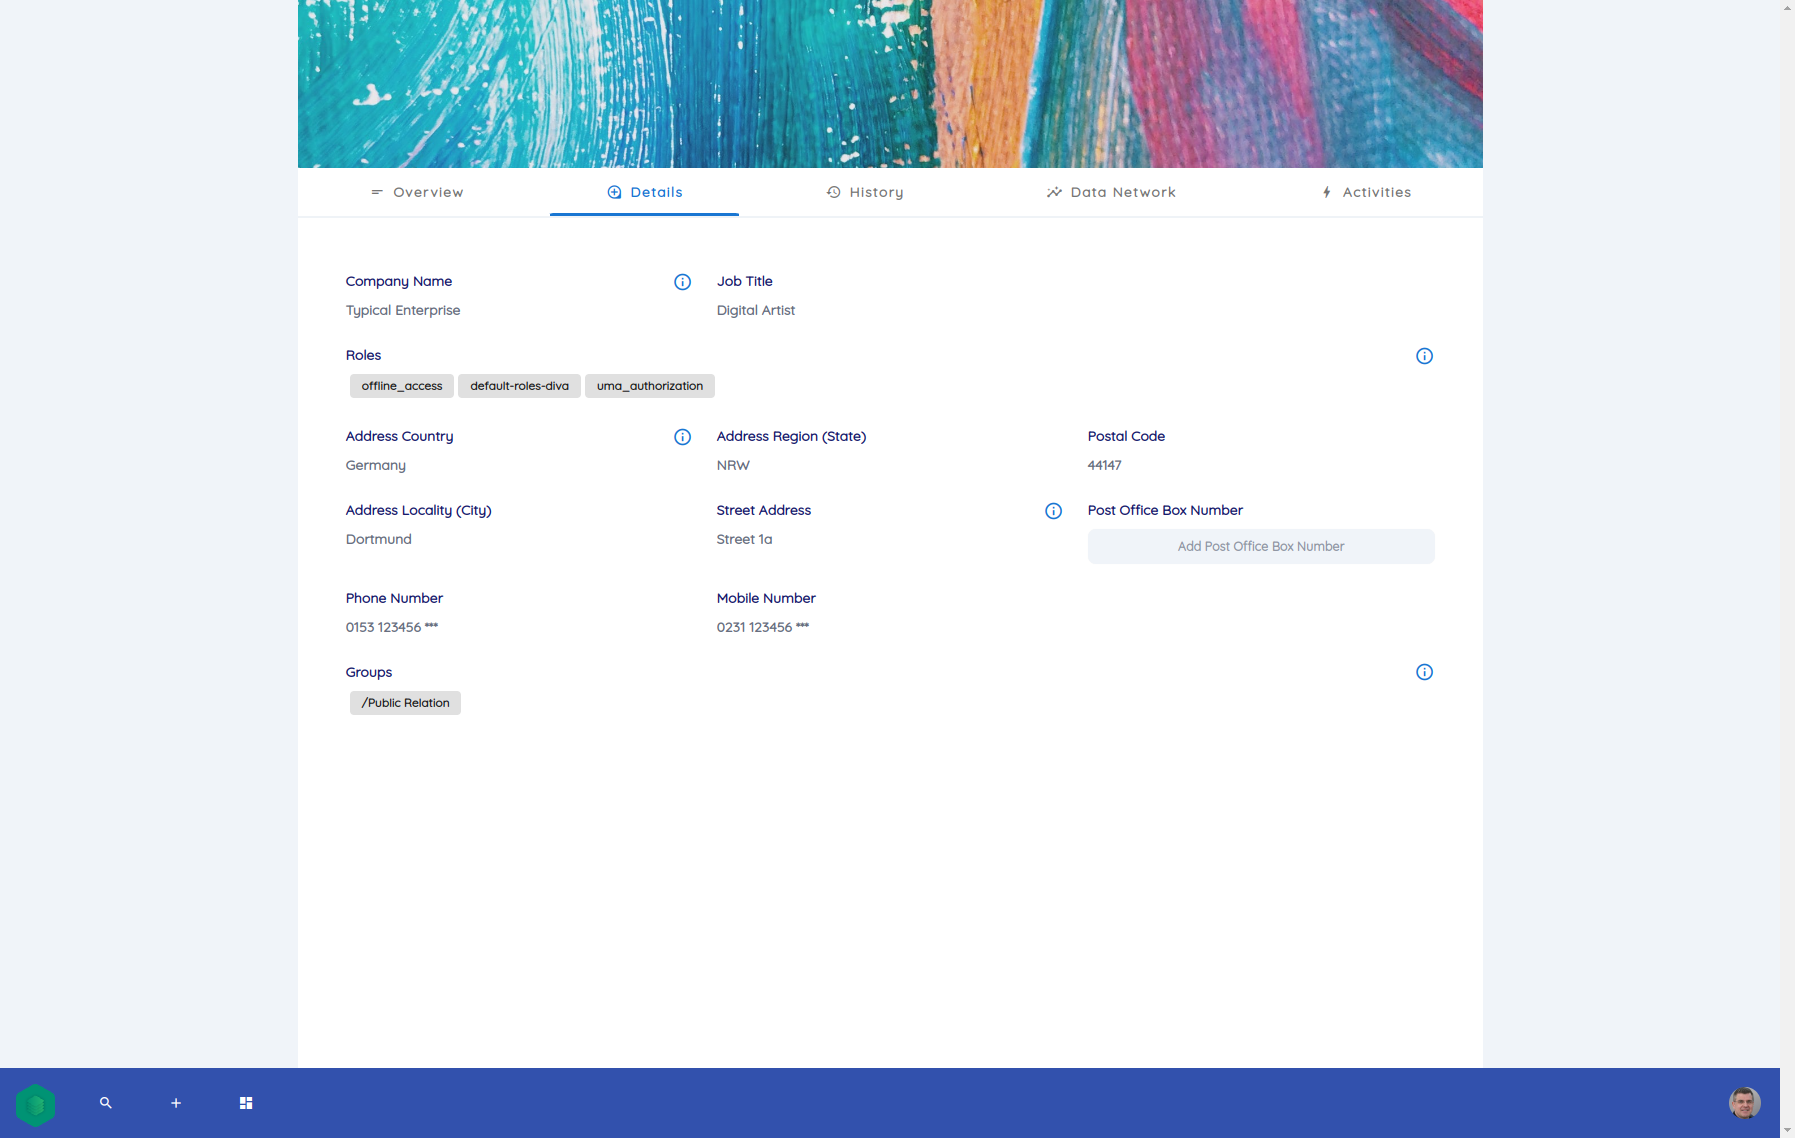 Overview Details History Data Network Activities
Company Name Job Title
Typical Enterprise Digital Artist
Roles
offline_access default-roles-diva uma_authorization
Address Country Address Region (State) Postal Code
Germany NRW 44147
Address Locality (City) Street Address Post Office Box Number
Dortmund Street 1a Add Post Office Box Number
Phone Number Mobile Number
0153 123456 *** 0231 123456 ***
Groups
/Public Relation